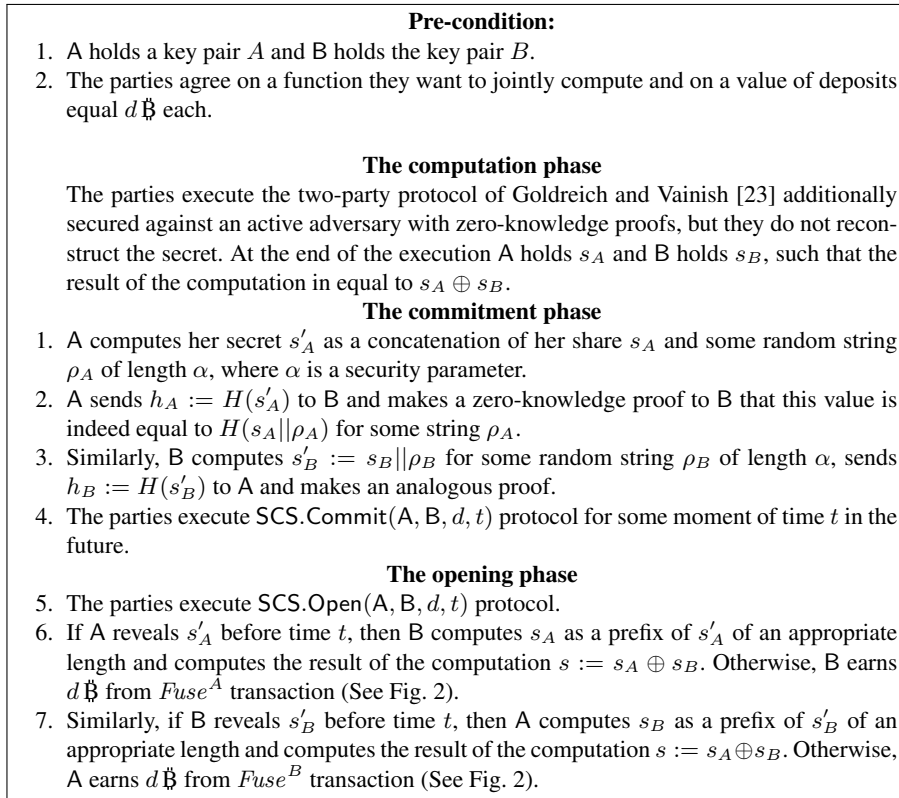 Pre-condition:
1. A holds a key pair A and B holds the key pair B.
2. The parties agree on a function they want to jointly compute and on a value of deposits
equal d ₿ each.
The computation phase
The parties execute the two-party protocol of Goldreich and Vainish [23] additionally
secured against an active adversary with zero-knowledge proofs, but they do not recon-
struct the secret. At the end of the execution A holds s_A and B holds s_B, such that the
result of the computation in equal to s_A ⊕ s_B.
The commitment phase
1. A computes her secret s'_A as a concatenation of her share s_A and some random string
ρ_A of length α, where α is a security parameter.
2. A sends h_A := H(s'_A) to B and makes a zero-knowledge proof to B that this value is
indeed equal to H(s_A||ρ_A) for some string ρ_A.
3. Similarly, B computes s'_B := s_B||ρ_B for some random string ρ_B of length α, sends
h_B := H(s'_B) to A and makes an analogous proof.
4. The parties execute SCS.Commit(A, B, d, t) protocol for some moment of time t in the
future.
The opening phase
5. The parties execute SCS.Open(A, B, d, t) protocol.
6. If A reveals s'_A before time t, then B computes s_A as a prefix of s'_A of an appropriate
length and computes the result of the computation s := s_A ⊕ s_B. Otherwise, B earns
d ₿ from Fuse^A transaction (See Fig. 2).
7. Similarly, if B reveals s'_B before time t, then A computes s_B as a prefix of s'_B of an
appropriate length and computes the result of the computation s := s_A⊕s_B. Otherwise,
A earns d ₿ from Fuse^B transaction (See Fig. 2).